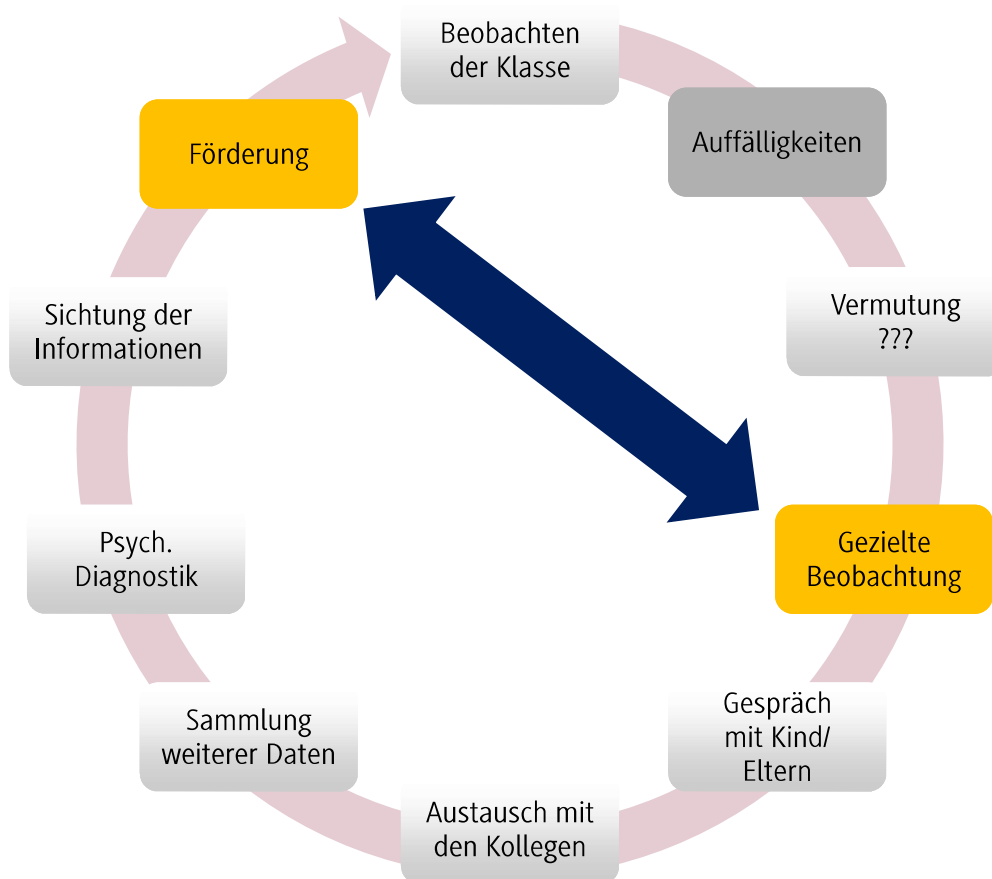 Beobachten
der Klasse
Auffälligkeiten
Vermutung
???
Gezielte
Beobachtung
Gespräch
mit Kind/
Eltern
Austausch mit
den Kollegen
Sammlung
weiterer Daten
Psych.
Diagnostik
Sichtung der
Informationen
Förderung